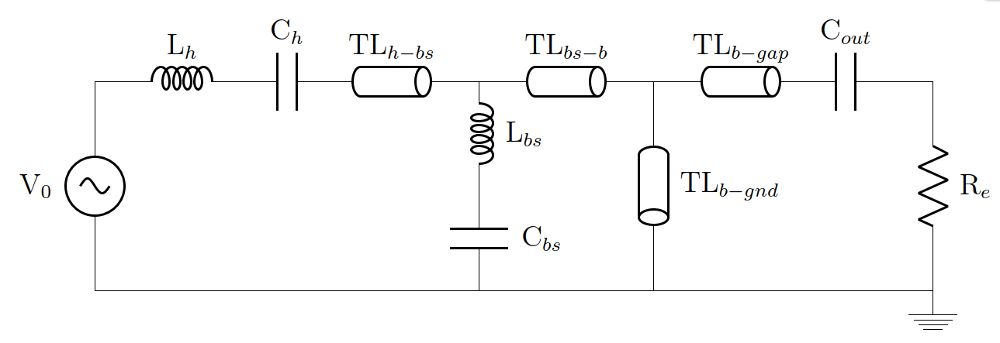 L_h
C_h
TL_{h−bs}
TL_{bs−b}
TL_{b−gap}
C_{out}
L_{bs}
V_0
TL_{b−gnd}
R_e
C_{bs}